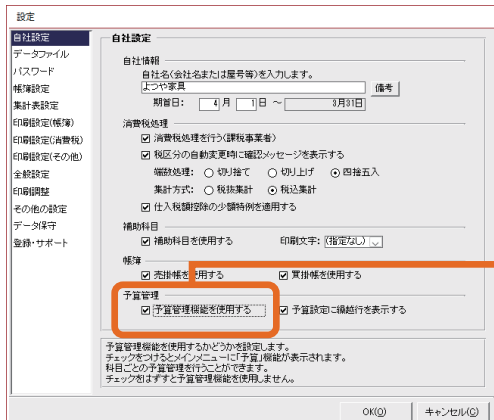 設定
自社設定
データファイル
パスワード
帳簿設定
集計表設定
印刷設定(帳簿)
印刷設定(消費税)
印刷設定(その他)
全般設定
印刷調整
その他の設定
データ保守
登録・サポート
自社設定
自社情報
自社名(会社名または屋号等)を入力します。
よつや家具
備考
期首日: 4月 1日 ～ 3月31日
消費税処理
消費税処理を行う(課税事業者)
税区分の自動変更時に確認メッセージを表示する
端数処理: 切り捨て 切り上げ 四捨五入
集計方式: 税抜集計 税込集計
仕入税額控除の少額特例を適用する
補助科目
補助科目を使用する 印刷文字: (指定なし)
帳簿
売掛帳を使用する 買掛帳を使用する
予算管理
予算管理機能を使用する 予算設定に繰越行を表示する
予算管理機能を使用するかどうかを設定します。
チェックをつけるとメインメニューに「予算」機能が表示されます。
科目ごとの予算管理を行うことができます。
チェックをはずすと予算管理機能を使用しません。
OK(O) キャンセル(C)